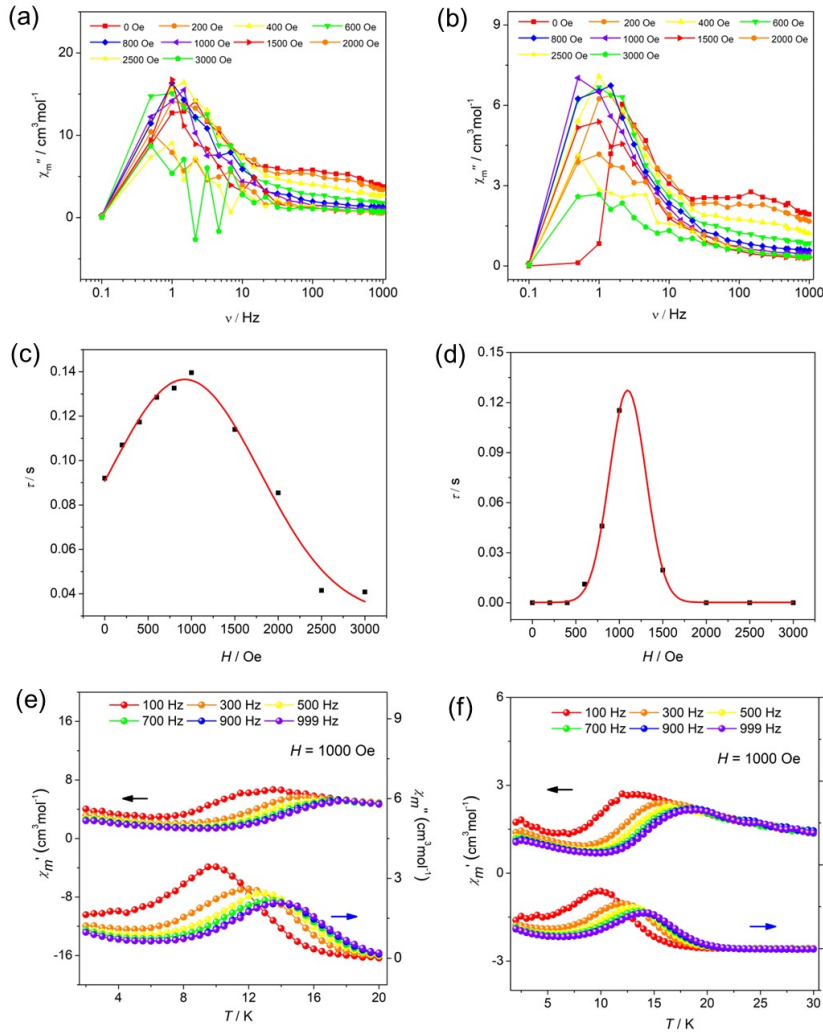 (a)
0 Oe 200 Oe 400 Oe 600 Oe
800 Oe 1000 Oe 1500 Oe 2000 Oe
2500 Oe 3000 Oe
χm″ / cm³mol⁻¹
25
15
5
0
0.1 1 10 100 1000
ν / Hz
(b)
0 Oe 200 Oe 400 Oe 600 Oe
800 Oe 1000 Oe 1500 Oe 2000 Oe
2500 Oe 3000 Oe
χm″ / cm³mol⁻¹
9
6
3
0
0.1 1 10 100 1000
ν / Hz
(c)
τ / s
0.14
0.12
0.10
0.08
0.06
0.04
0 500 1000 1500 2000 2500 3000
H / Oe
(d)
τ / s
0.15
0.12
0.09
0.06
0.03
0.00
0 500 1000 1500 2000 2500 3000
H / Oe
(e)
100 Hz 300 Hz 500 Hz
700 Hz 900 Hz 999 Hz
H = 1000 Oe
χm' (cm³mol⁻¹)
16
8
0
-8
-16
χm″ (cm³mol⁻¹)
9
6
3
0
4 8 12 16 20
T / K
(f)
100 Hz 300 Hz 500 Hz
700 Hz 900 Hz 999 Hz
H = 1000 Oe
χm' (cm³mol⁻¹)
6
3
0
-3
5 10 15 20 25 30
T / K